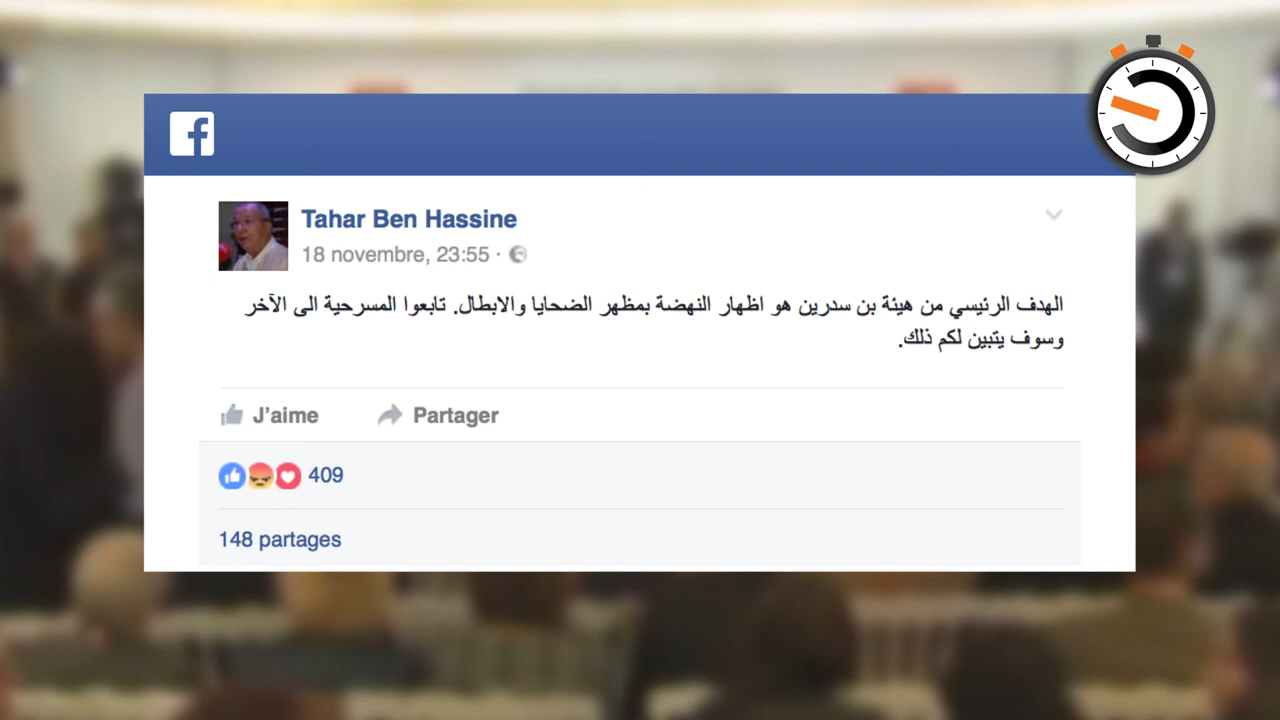 Tahar Ben Hassine
18 novembre, 23:55 ·
الهدف الرئيسي من هيئة بن سدرين هو اظهار النهضة بمظهر الضحايا والابطال. تابعوا المسرحية الى الآخر
وسوف يتبين لكم ذلك.
J’aime Partager
409
148 partages